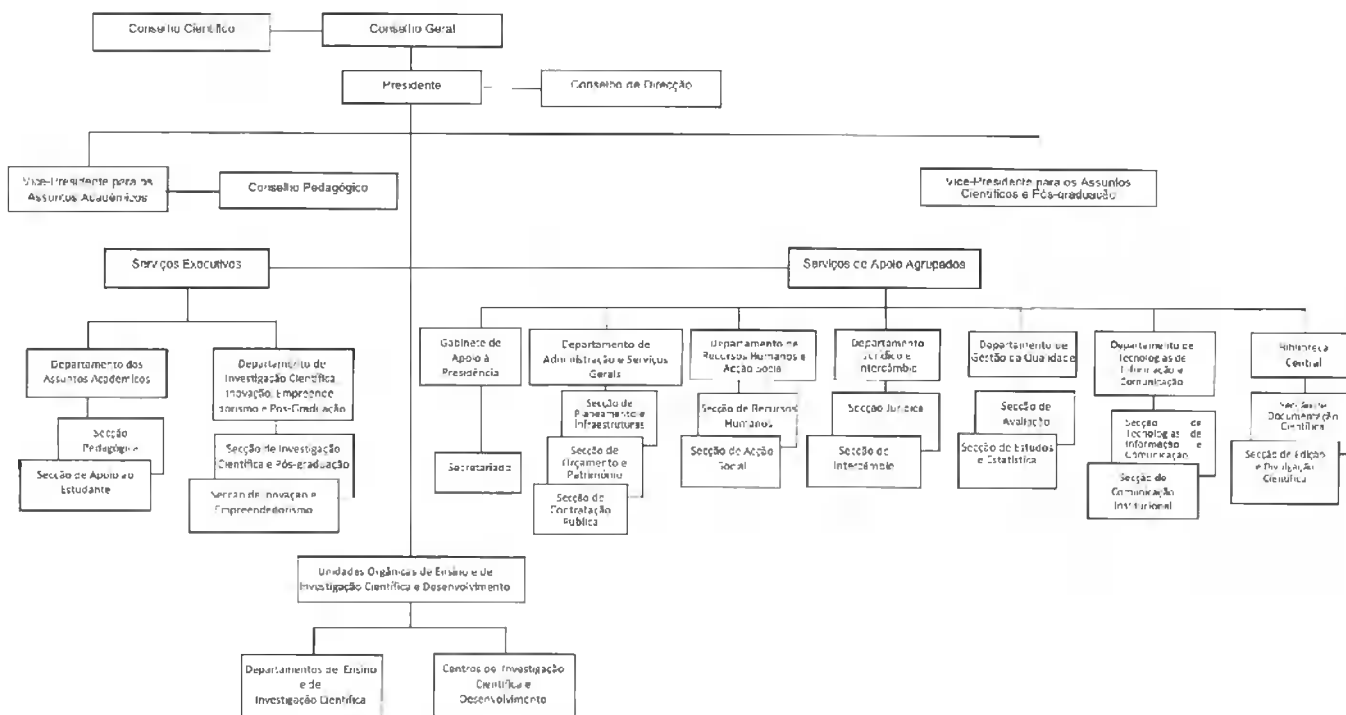 Conselho Científico
Conselho Geral
Presidente
Conselho de Direcção
Vice-Presidente para os
Assuntos Académicos
Conselho Pedagógico
Vice-Presidente para os Assuntos
Científicos e Pós-graduação
Serviços Executivos
Serviços de Apoio Agrupados
Departamento dos
Assuntos Académicos
Departamento de
Investigação Científica
Inovação, Empreende
dorismo e Pos-Graduação
Gabinete de
Apoio à
Presidência
Departamento de
Administração e Serviços
Gerais
Departamento de
Recursos Humanos e
Acção Social
Departamento
Jurídico e
Intercâmbio
Departamento de
Gestão da Qualidade
Departamento de
Tecnologias de
Informação e
Comunicação
Biblioteca
Central
Secção
Pedagógica
Secção de Apoio ao
Estudante
Secção de Investigação
Científica e Pós-graduação
Secção de Inovação e
Empreendedorismo
Secretariado
Secção de
Planeamento e
Infraestruturas
Secção de
Orçamento e
Património
Secção de
Contratação
Publica
Secção de Recursos
Humanos
Secção de Acção
Social
Secção Jurídica
Secção de
Intercâmbio
Secção de
Avaliação
Secção de Estudos
e Estatística
Secção de
Tecnologias de
Informação e
Comunicação
Secção de
Comunicação
Institucional
Secção de
Documentação
Científica
Secção de Edição
e Divulgação
Científica
Unidades Orgânicas de Ensino e de
Investigação Científica e Desenvolvimento
Departamentos de Ensino
e de
Investigação Científica
Centros de Investigação
Científica e
Desenvolvimento